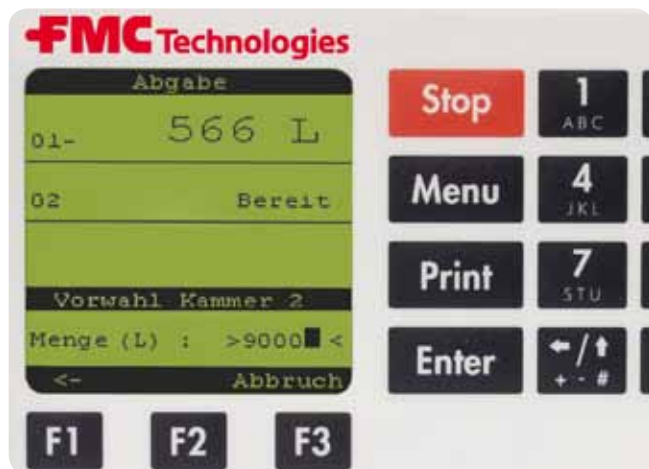 FMC Technologies
Abgabe
01- 566 L
02 Bereit
Vorwahl Kammer 2
Menge (L) : >9000 <
<- Abbruch
Stop
1
ABC
Menu
4
JKL
Print
7
STU
Enter
←/↑
+ - #
F1 F2 F3